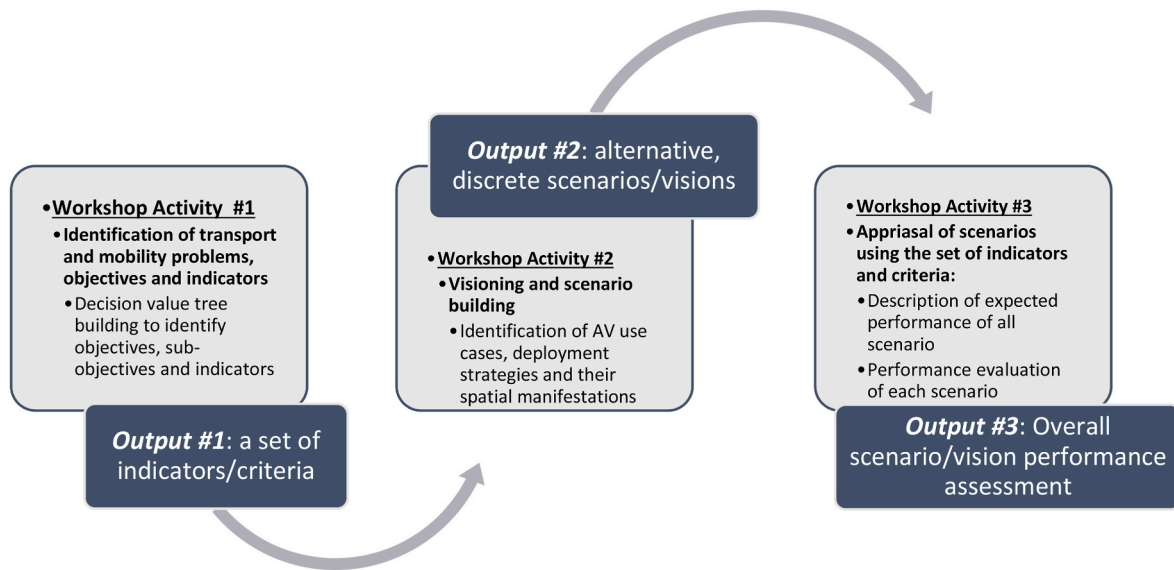 •Workshop Activity #1
•Identification of transport
and mobility problems,
objectives and indicators
•Decision value tree
building to identify
objectives, sub-
objectives and indicators
Output #1: a set of
indicators/criteria
Output #2: alternative,
discrete scenarios/visions
•Workshop Activity #2
•Visioning and scenario
building
•Identification of AV use
cases, deployment
strategies and their
spatial manifestations
•Workshop Activity #3
•Appriasal of scenarios
using the set of indicators
and criteria:
•Description of expected
performance of all
scenario
•Performance evaluation
of each scenario
Output #3: Overall
scenario/vision performance
assessment